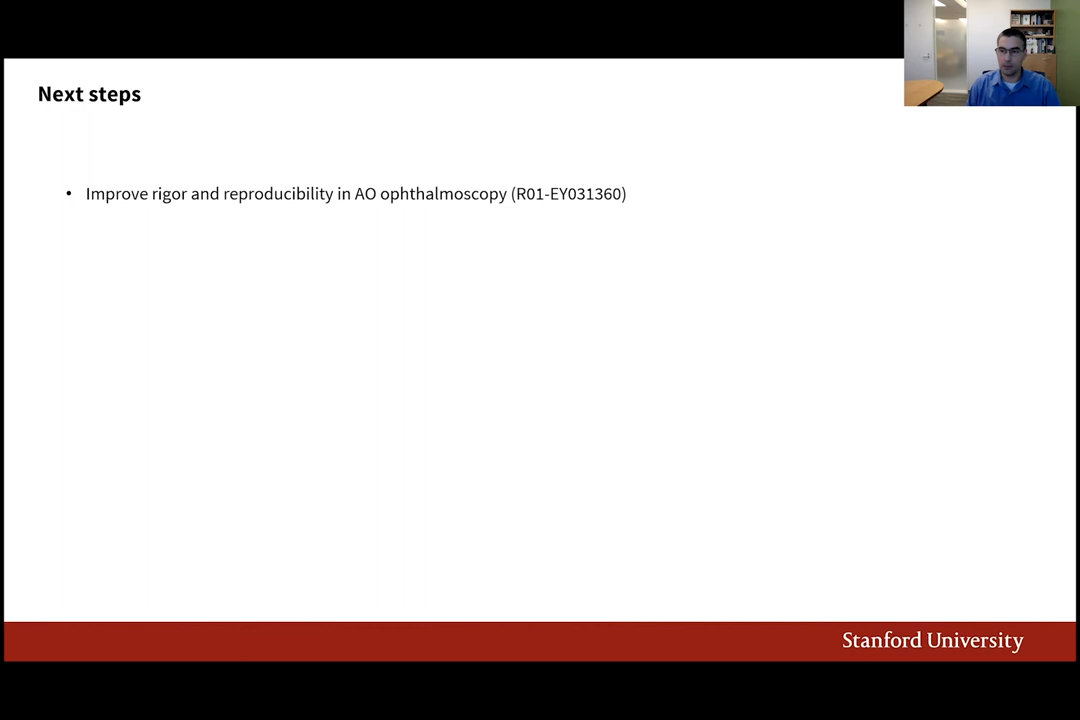 Next steps
• Improve rigor and reproducibility in AO ophthalmoscopy (R01-EY031360)
Stanford University